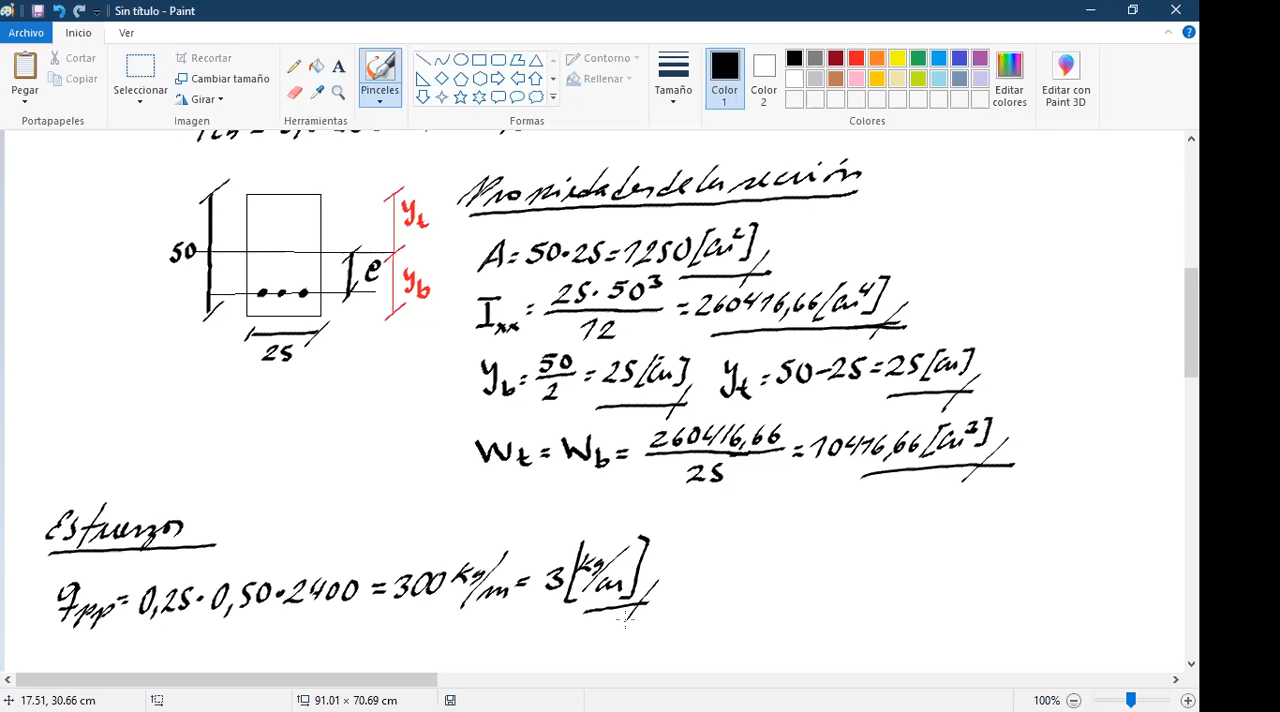 Sin título - Paint
Archivo Inicio Ver
Pegar Cortar Copiar Seleccionar Recortar Cambiar tamaño Girar Pinceles Contorno Rellenar Tamaño Color 1 Color 2 Editar colores Editar con Paint 3D
Portapapeles Imagen Herramientas Formas Colores
Propiedades de la sección
50 25 e yt yb
A = 50·25 = 1250 [cm²]
Ixx = 25·50³ / 12 = 260416,66 [cm⁴]
yb = 50/2 = 25 [cm] yt = 50-25 = 25 [cm]
Wt = Wb = 260416,66 / 25 = 10416,66 [cm³]
Esfuerzos
qpp = 0,25·0,50·2400 = 300 kg/m = 3 [kg/cm]
17.51, 30.66 cm 91.01 × 70.69 cm 100%